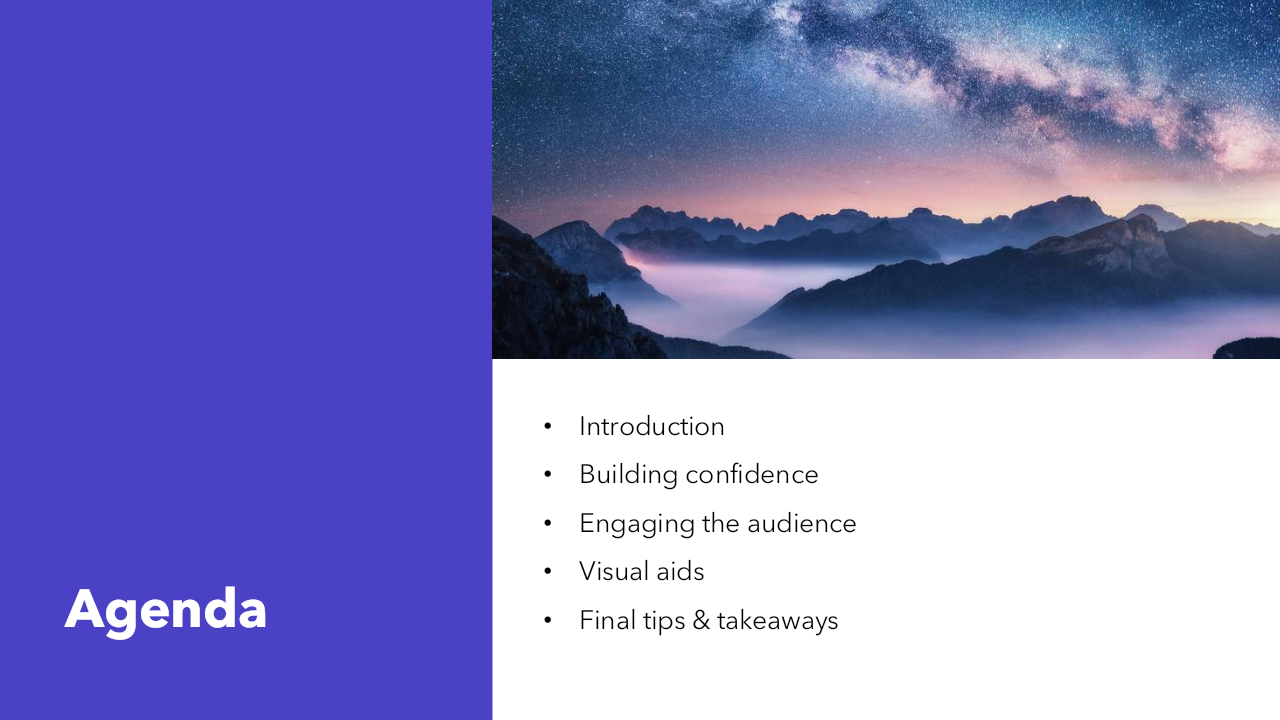 Agenda
• Introduction
• Building confidence
• Engaging the audience
• Visual aids
• Final tips & takeaways